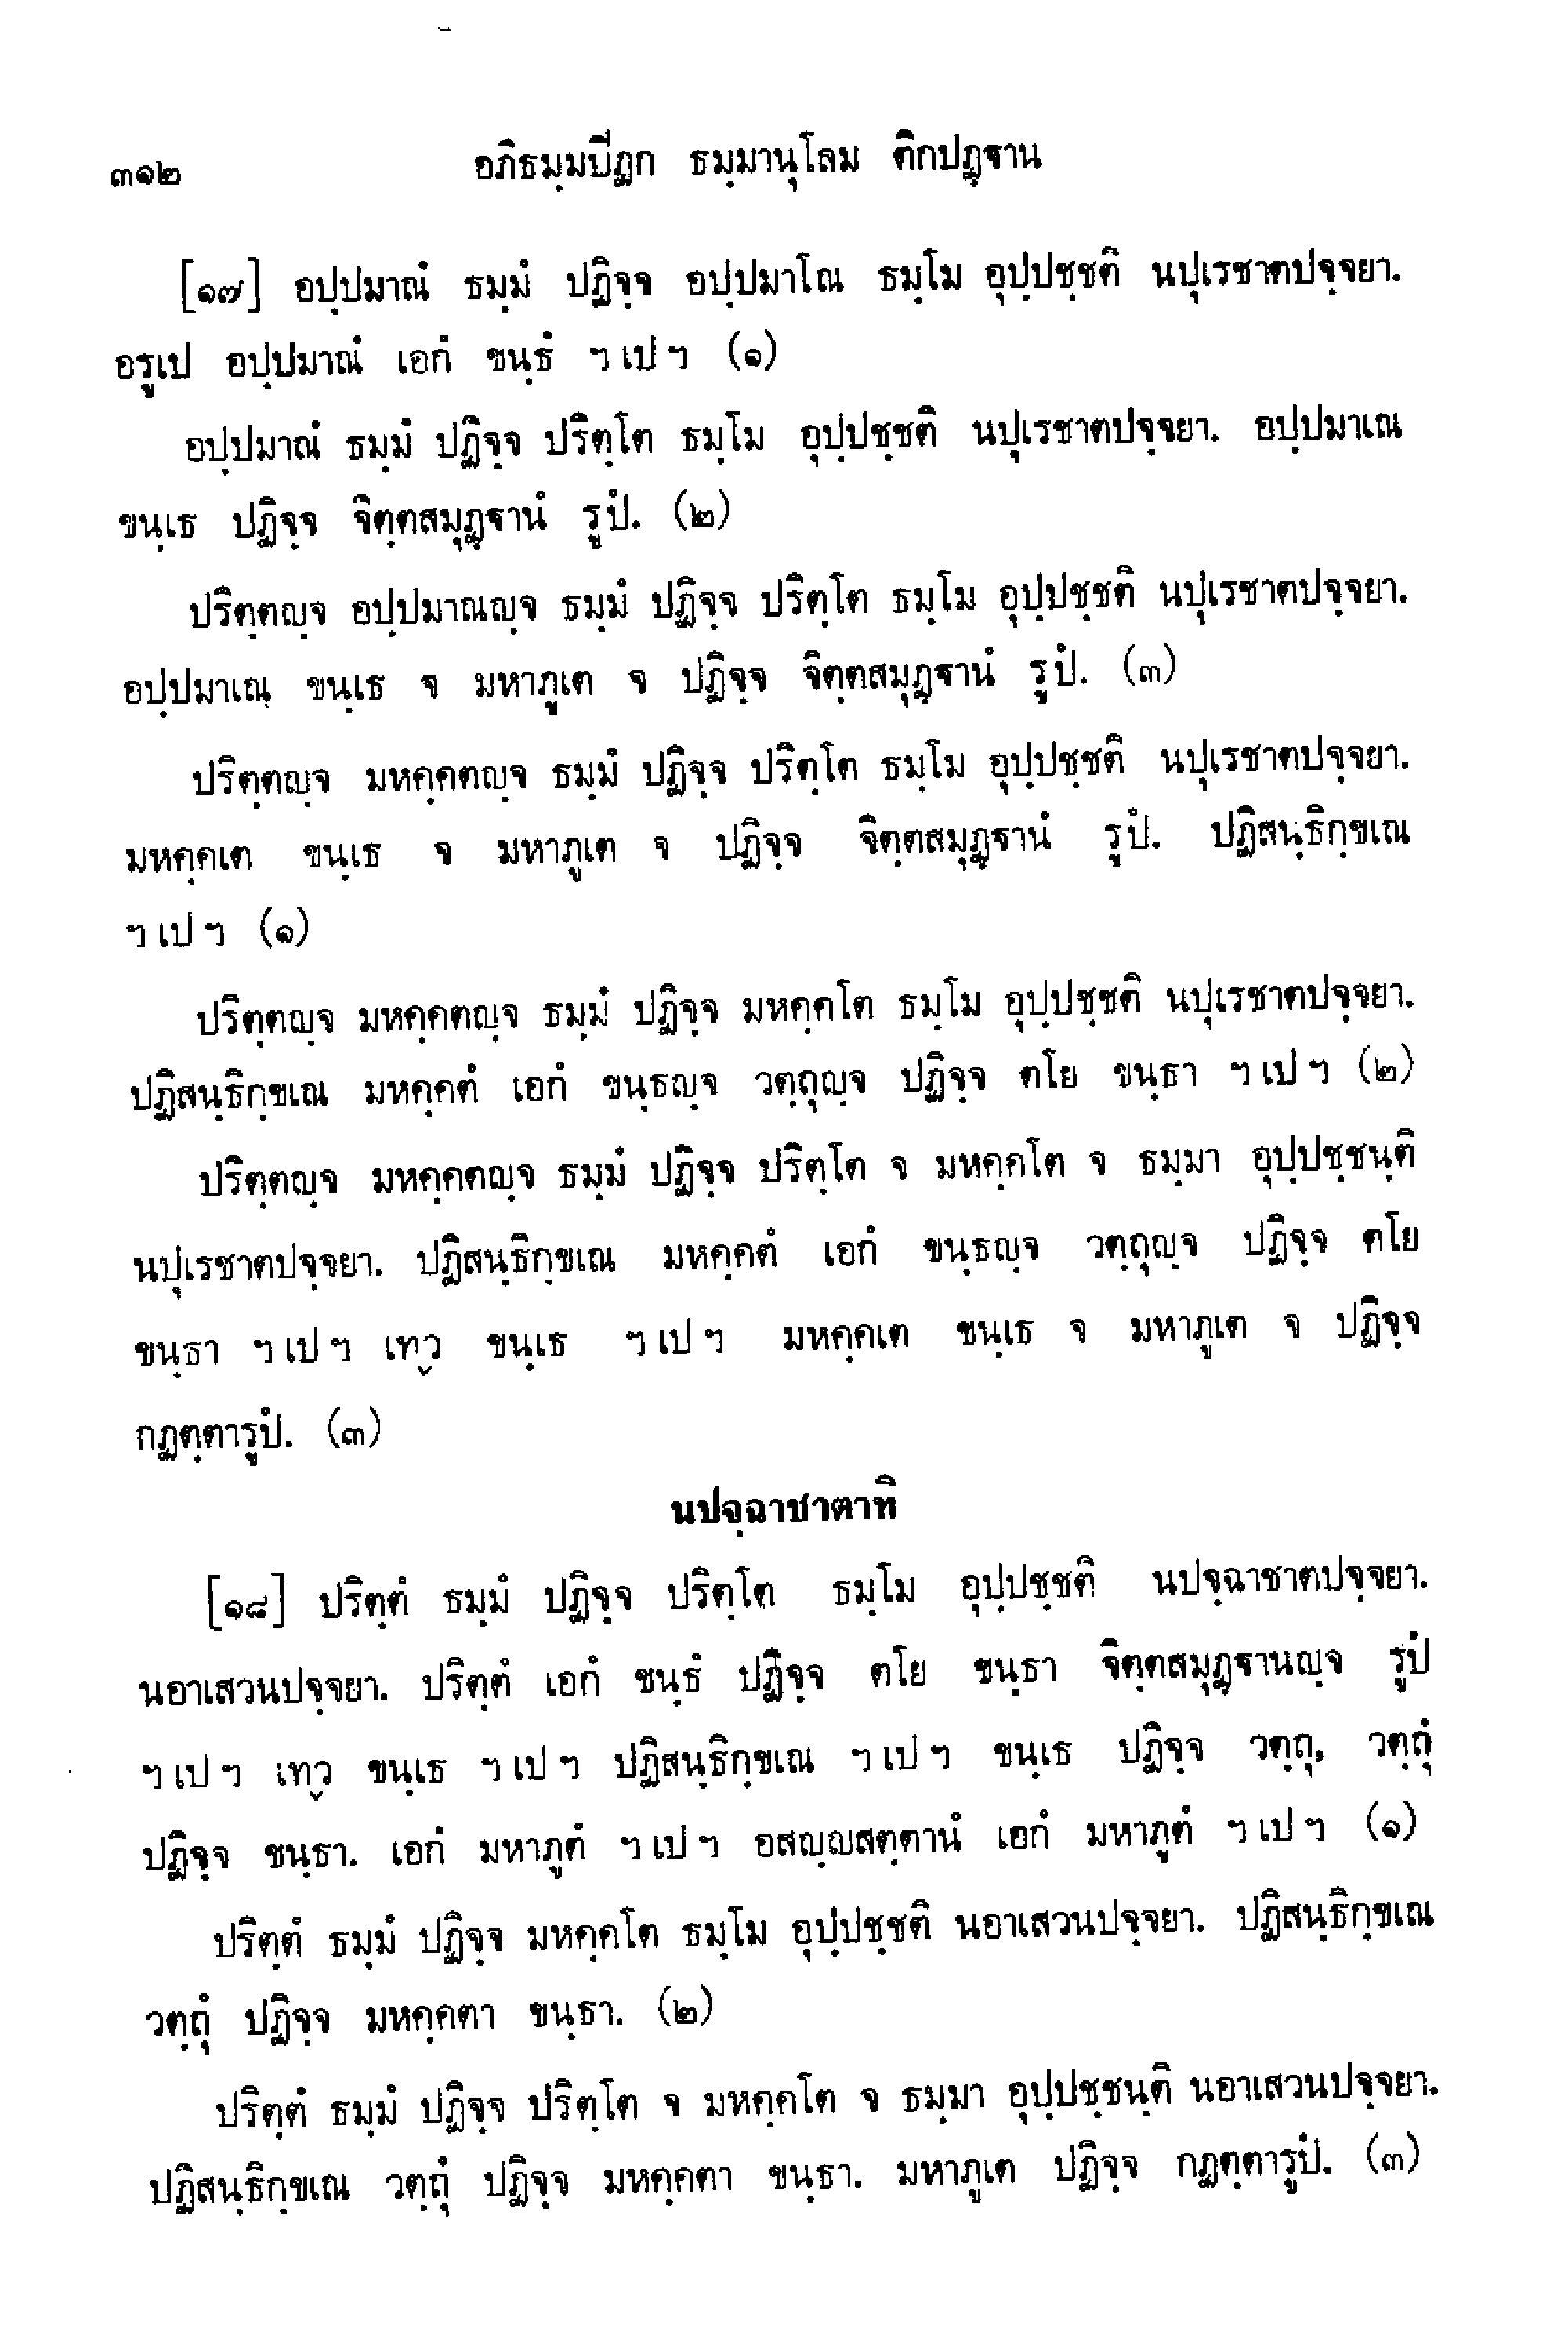 ๓๑๒ อภิธมฺมปีฏก ธมฺมานุโลม ติกปฏฺฐาน
[๑๗] อปฺปมาณํ ธมฺมํ ปฏิจฺจ อปฺปมาโณ ธมฺโม อุปฺปชฺชติ นปุเรชาตปจฺจยา.
อรูเป อปฺปมาณํ เอกํ ขนฺธํ ฯ เป ฯ (๑)
อปฺปมาณํ ธมฺมํ ปฏิจฺจ ปริตฺโต ธมฺโม อุปฺปชฺชติ นปุเรชาตปจฺจยา. อปฺปมาเณ
ขนฺเธ ปฏิจฺจ จิตฺตสมุฏฺฐานํ รูปํ. (๒)
ปริตฺตญฺจ อปฺปมาณญฺจ ธมฺมํ ปฏิจฺจ ปริตฺโต ธมฺโม อุปฺปชฺชติ นปุเรชาตปจฺจยา.
อปฺปมาเณ ขนฺเธ จ มหาภูเต จ ปฏิจฺจ จิตฺตสมุฏฺฐานํ รูปํ. (๓)
ปริตฺตญฺจ มหคฺคตญฺจ ธมฺมํ ปฏิจฺจ ปริตฺโต ธมฺโม อุปฺปชฺชติ นปุเรชาตปจฺจยา.
มหคฺคเต ขนฺเธ จ มหาภูเต จ ปฏิจฺจ จิตฺตสมุฏฺฐานํ รูปํ. ปฏิสนฺธิกฺขเณ
ฯ เป ฯ (๑)
ปริตฺตญฺจ มหคฺคตญฺจ ธมฺมํ ปฏิจฺจ มหคฺคโต ธมฺโม อุปฺปชฺชติ นปุเรชาตปจฺจยา.
ปฏิสนฺธิกฺขเณ มหคฺคตํ เอกํ ขนฺธญฺจ วตฺถุญฺจ ปฏิจฺจ ตโย ขนฺธา ฯ เป ฯ (๒)
ปริตฺตญฺจ มหคฺคตญฺจ ธมฺมํ ปฏิจฺจ ปริตฺโต จ มหคฺคโต จ ธมฺมา อุปฺปชฺชนฺติ
นปุเรชาตปจฺจยา. ปฏิสนฺธิกฺขเณ มหคฺคตํ เอกํ ขนฺธญฺจ วตฺถุญฺจ ปฏิจฺจ ตโย
ขนฺธา ฯ เป ฯ เทฺว ขนฺเธ ฯ เป ฯ มหคฺคเต ขนฺเธ จ มหาภูเต จ ปฏิจฺจ
กฏตฺตารูปํ. (๓)
นปจฺฉาชาตาทิ
[๑๘] ปริตฺตํ ธมฺมํ ปฏิจฺจ ปริตฺโต ธมฺโม อุปฺปชฺชติ นปจฺฉาชาตปจฺจยา.
นอาเสวนปจฺจยา. ปริตฺตํ เอกํ ขนฺธํ ปฏิจฺจ ตโย ขนฺธา จิตฺตสมุฏฺฐานญฺจ รูปํ
ฯ เป ฯ เทฺว ขนฺเธ ฯ เป ฯ ปฏิสนฺธิกฺขเณ ฯ เป ฯ ขนฺเธ ปฏิจฺจ วตฺถุ, วตฺถุํ
ปฏิจฺจ ขนฺธา. เอกํ มหาภูตํ ฯ เป ฯ อสญฺญสตฺตานํ เอกํ มหาภูตํ ฯ เป ฯ (๑)
ปริตฺตํ ธมฺมํ ปฏิจฺจ มหคฺคโต ธมฺโม อุปฺปชฺชติ นอาเสวนปจฺจยา. ปฏิสนฺธิกฺขเณ
วตฺถุํ ปฏิจฺจ มหคฺคตา ขนฺธา. (๒)
ปริตฺตํ ธมฺมํ ปฏิจฺจ ปริตฺโต จ มหคฺคโต จ ธมฺมา อุปฺปชฺชนฺติ นอาเสวนปจฺจยา.
ปฏิสนฺธิกฺขเณ วตฺถุํ ปฏิจฺจ มหคฺคตา ขนฺธา. มหาภูเต ปฏิจฺจ กฏตฺตารูปํ. (๓)